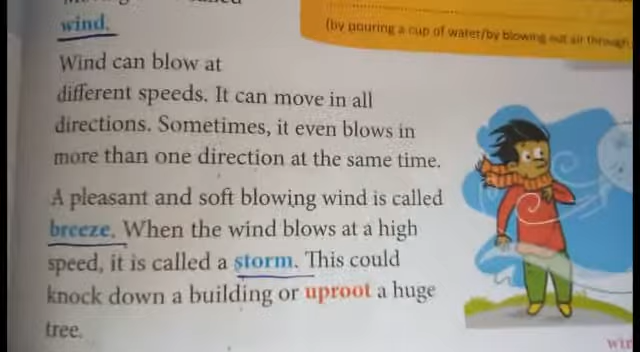 wind.
(by pouring a cup of water/by blowing out air through
Wind can blow at
different speeds. It can move in all
directions. Sometimes, it even blows in
more than one direction at the same time.
A pleasant and soft blowing wind is called
breeze. When the wind blows at a high
speed, it is called a storm. This could
knock down a building or uproot a huge
tree.